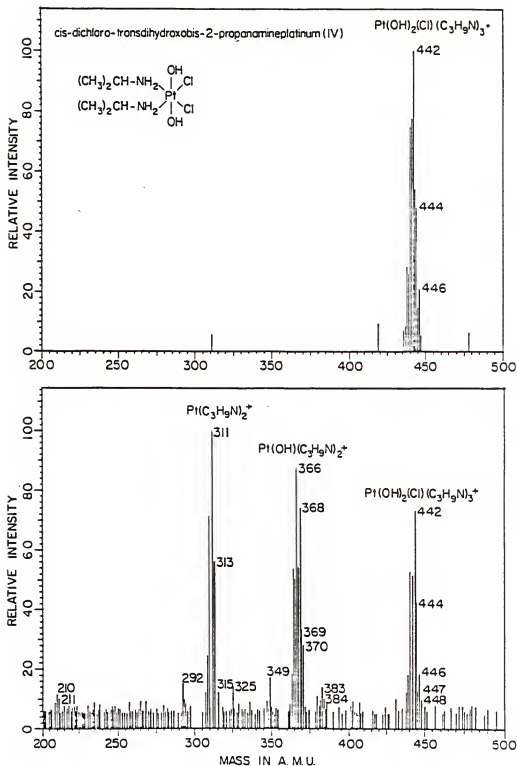 cis-dichloro-transdihydroxobis-2-propanamineplatinum (IV)
Pt(OH)₂(Cl) (C₃H₉N)₃⁺
OH
(CH₃)₂CH-NH₂ Cl
Pt
(CH₃)₂CH-NH₂ Cl
OH
442
444
446
RELATIVE INTENSITY
100
80
60
40
20
0
200 250 300 350 400 450 500
Pt(C₃H₉N)₂⁺
311
Pt(OH)(C₃H₉N)₂⁺
366
368
Pt(OH)₂(Cl)(C₃H₉N)₃⁺
442
313
444
369
370
292
315
325
349
383
384
446
447
448
210
211
RELATIVE INTENSITY
100
80
60
40
20
0
200 250 300 350 400 450 500
MASS IN A.M.U.